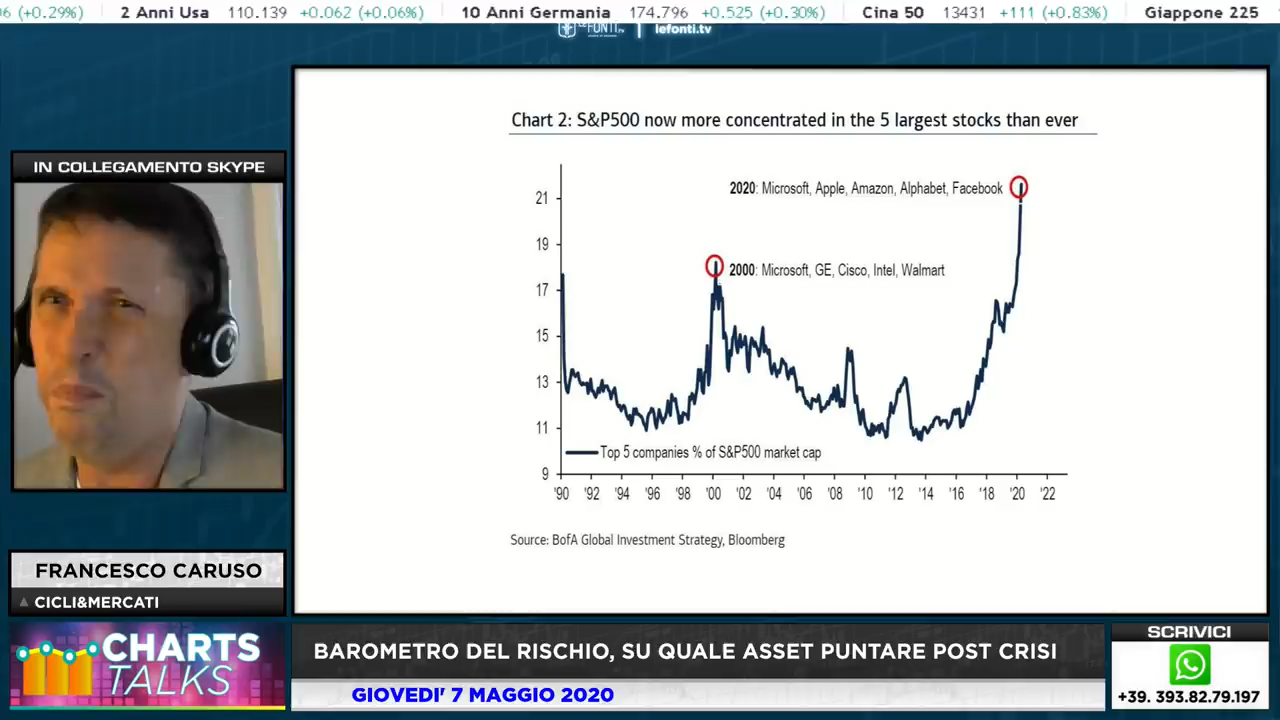 06 (+0.29%) 2 Anni Usa 110.139 +0.062 (+0.06%) 10 Anni Germania 174.796 +0.525 (+0.30%) Cina 50 13431 +111 (+0.83%) Giappone 225
LE FONTI TV lefonti.tv
IN COLLEGAMENTO SKYPE
Chart 2: S&P500 now more concentrated in the 5 largest stocks than ever
2020: Microsoft, Apple, Amazon, Alphabet, Facebook
2000: Microsoft, GE, Cisco, Intel, Walmart
21
19
17
15
13
11
9
Top 5 companies % of S&P500 market cap
'90 '92 '94 '96 '98 '00 '02 '04 '06 '08 '10 '12 '14 '16 '18 '20 '22
Source: BofA Global Investment Strategy, Bloomberg
FRANCESCO CARUSO
CICLI&MERCATI
CHARTS
TALKS
BAROMETRO DEL RISCHIO, SU QUALE ASSET PUNTARE POST CRISI
GIOVEDI' 7 MAGGIO 2020
SCRIVICI
+39. 393.82.79.197